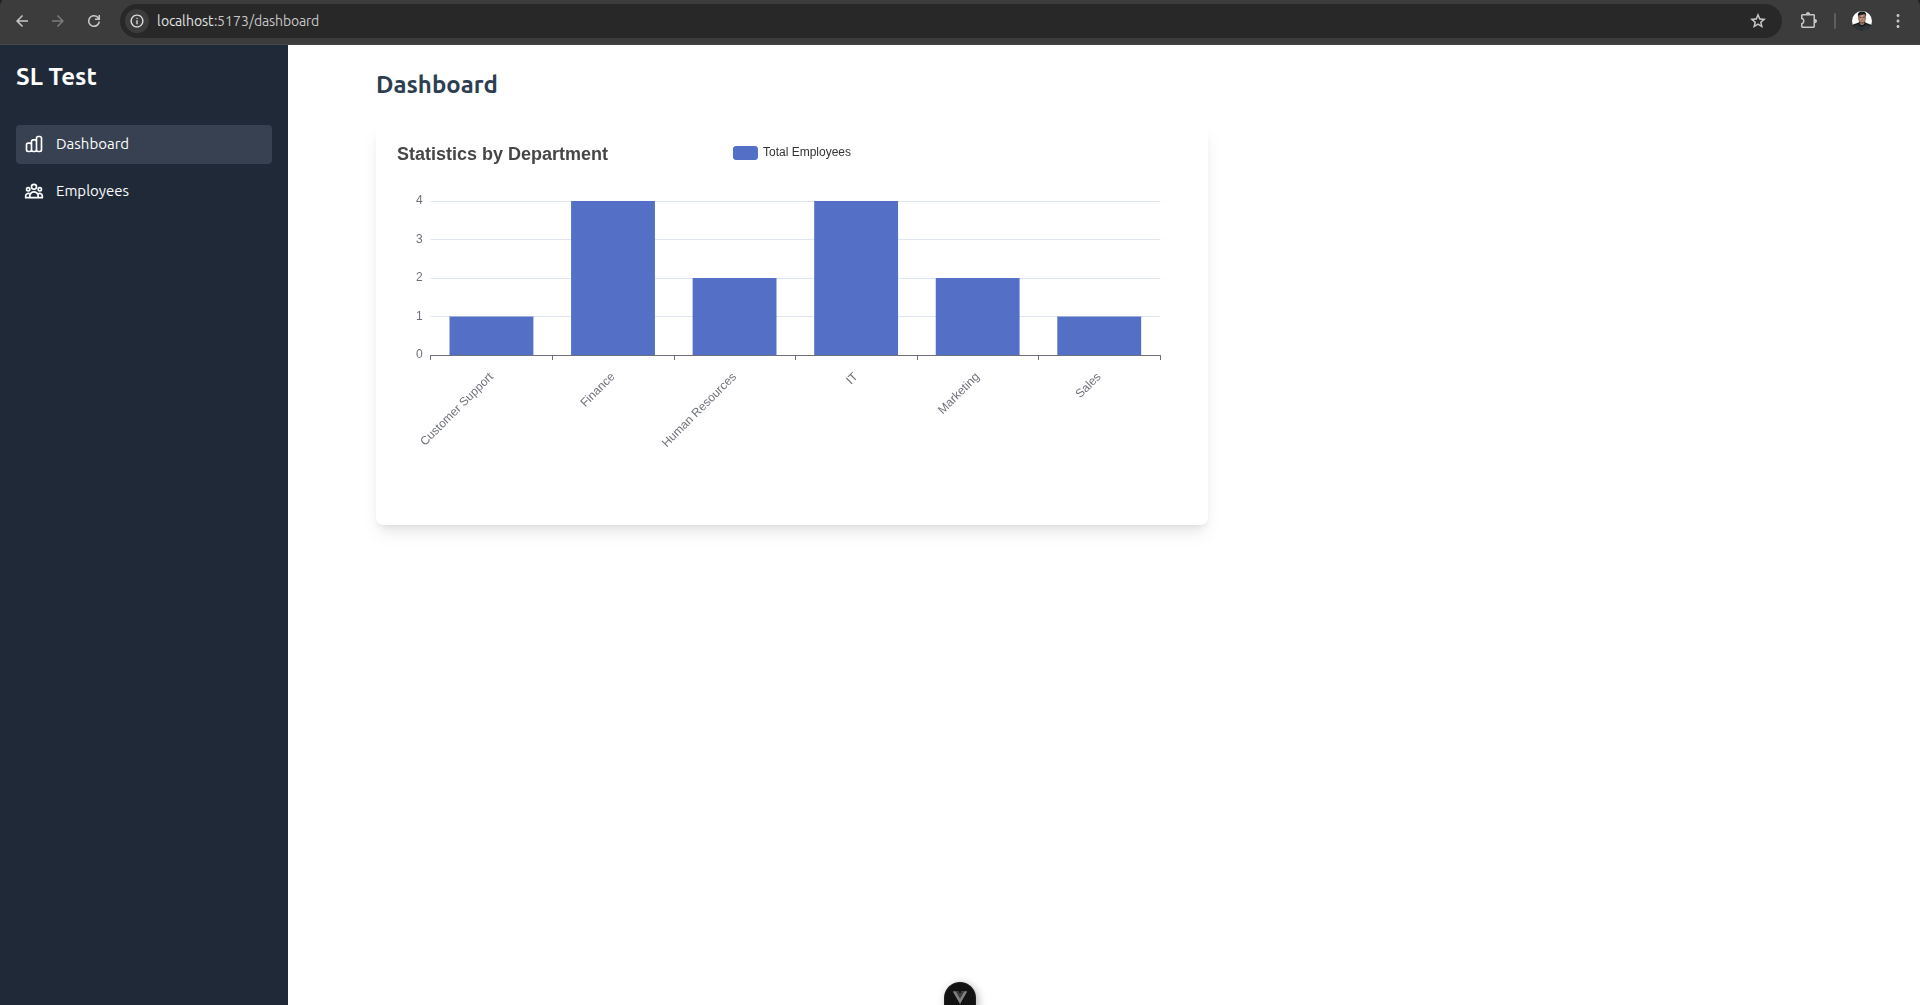 localhost:5173/dashboard
SL Test
Dashboard
Employees
Dashboard
Statistics by Department
Total Employees
4
3
2
1
0
Customer Support
Finance
Human Resources
IT
Marketing
Sales